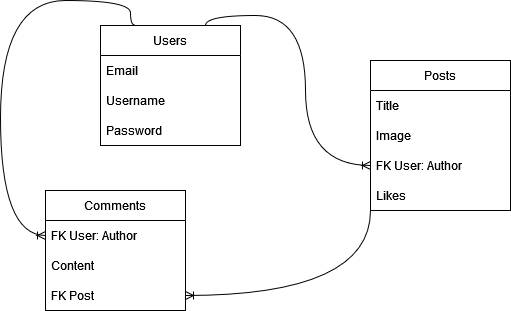 Users
Email
Username
Password
Posts
Title
Image
FK User: Author
Likes
Comments
FK User: Author
Content
FK Post